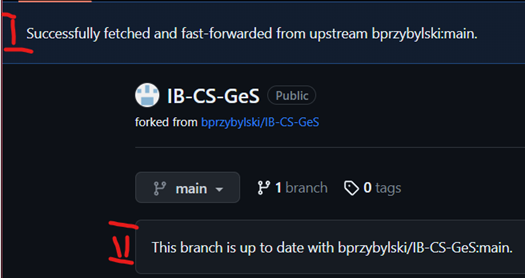 I Successfully fetched and fast-forwarded from upstream bprzybylski:main.
IB-CS-GeS Public
forked from bprzybylski/IB-CS-GeS
main 1 branch 0 tags
II This branch is up to date with bprzybylski/IB-CS-GeS:main.